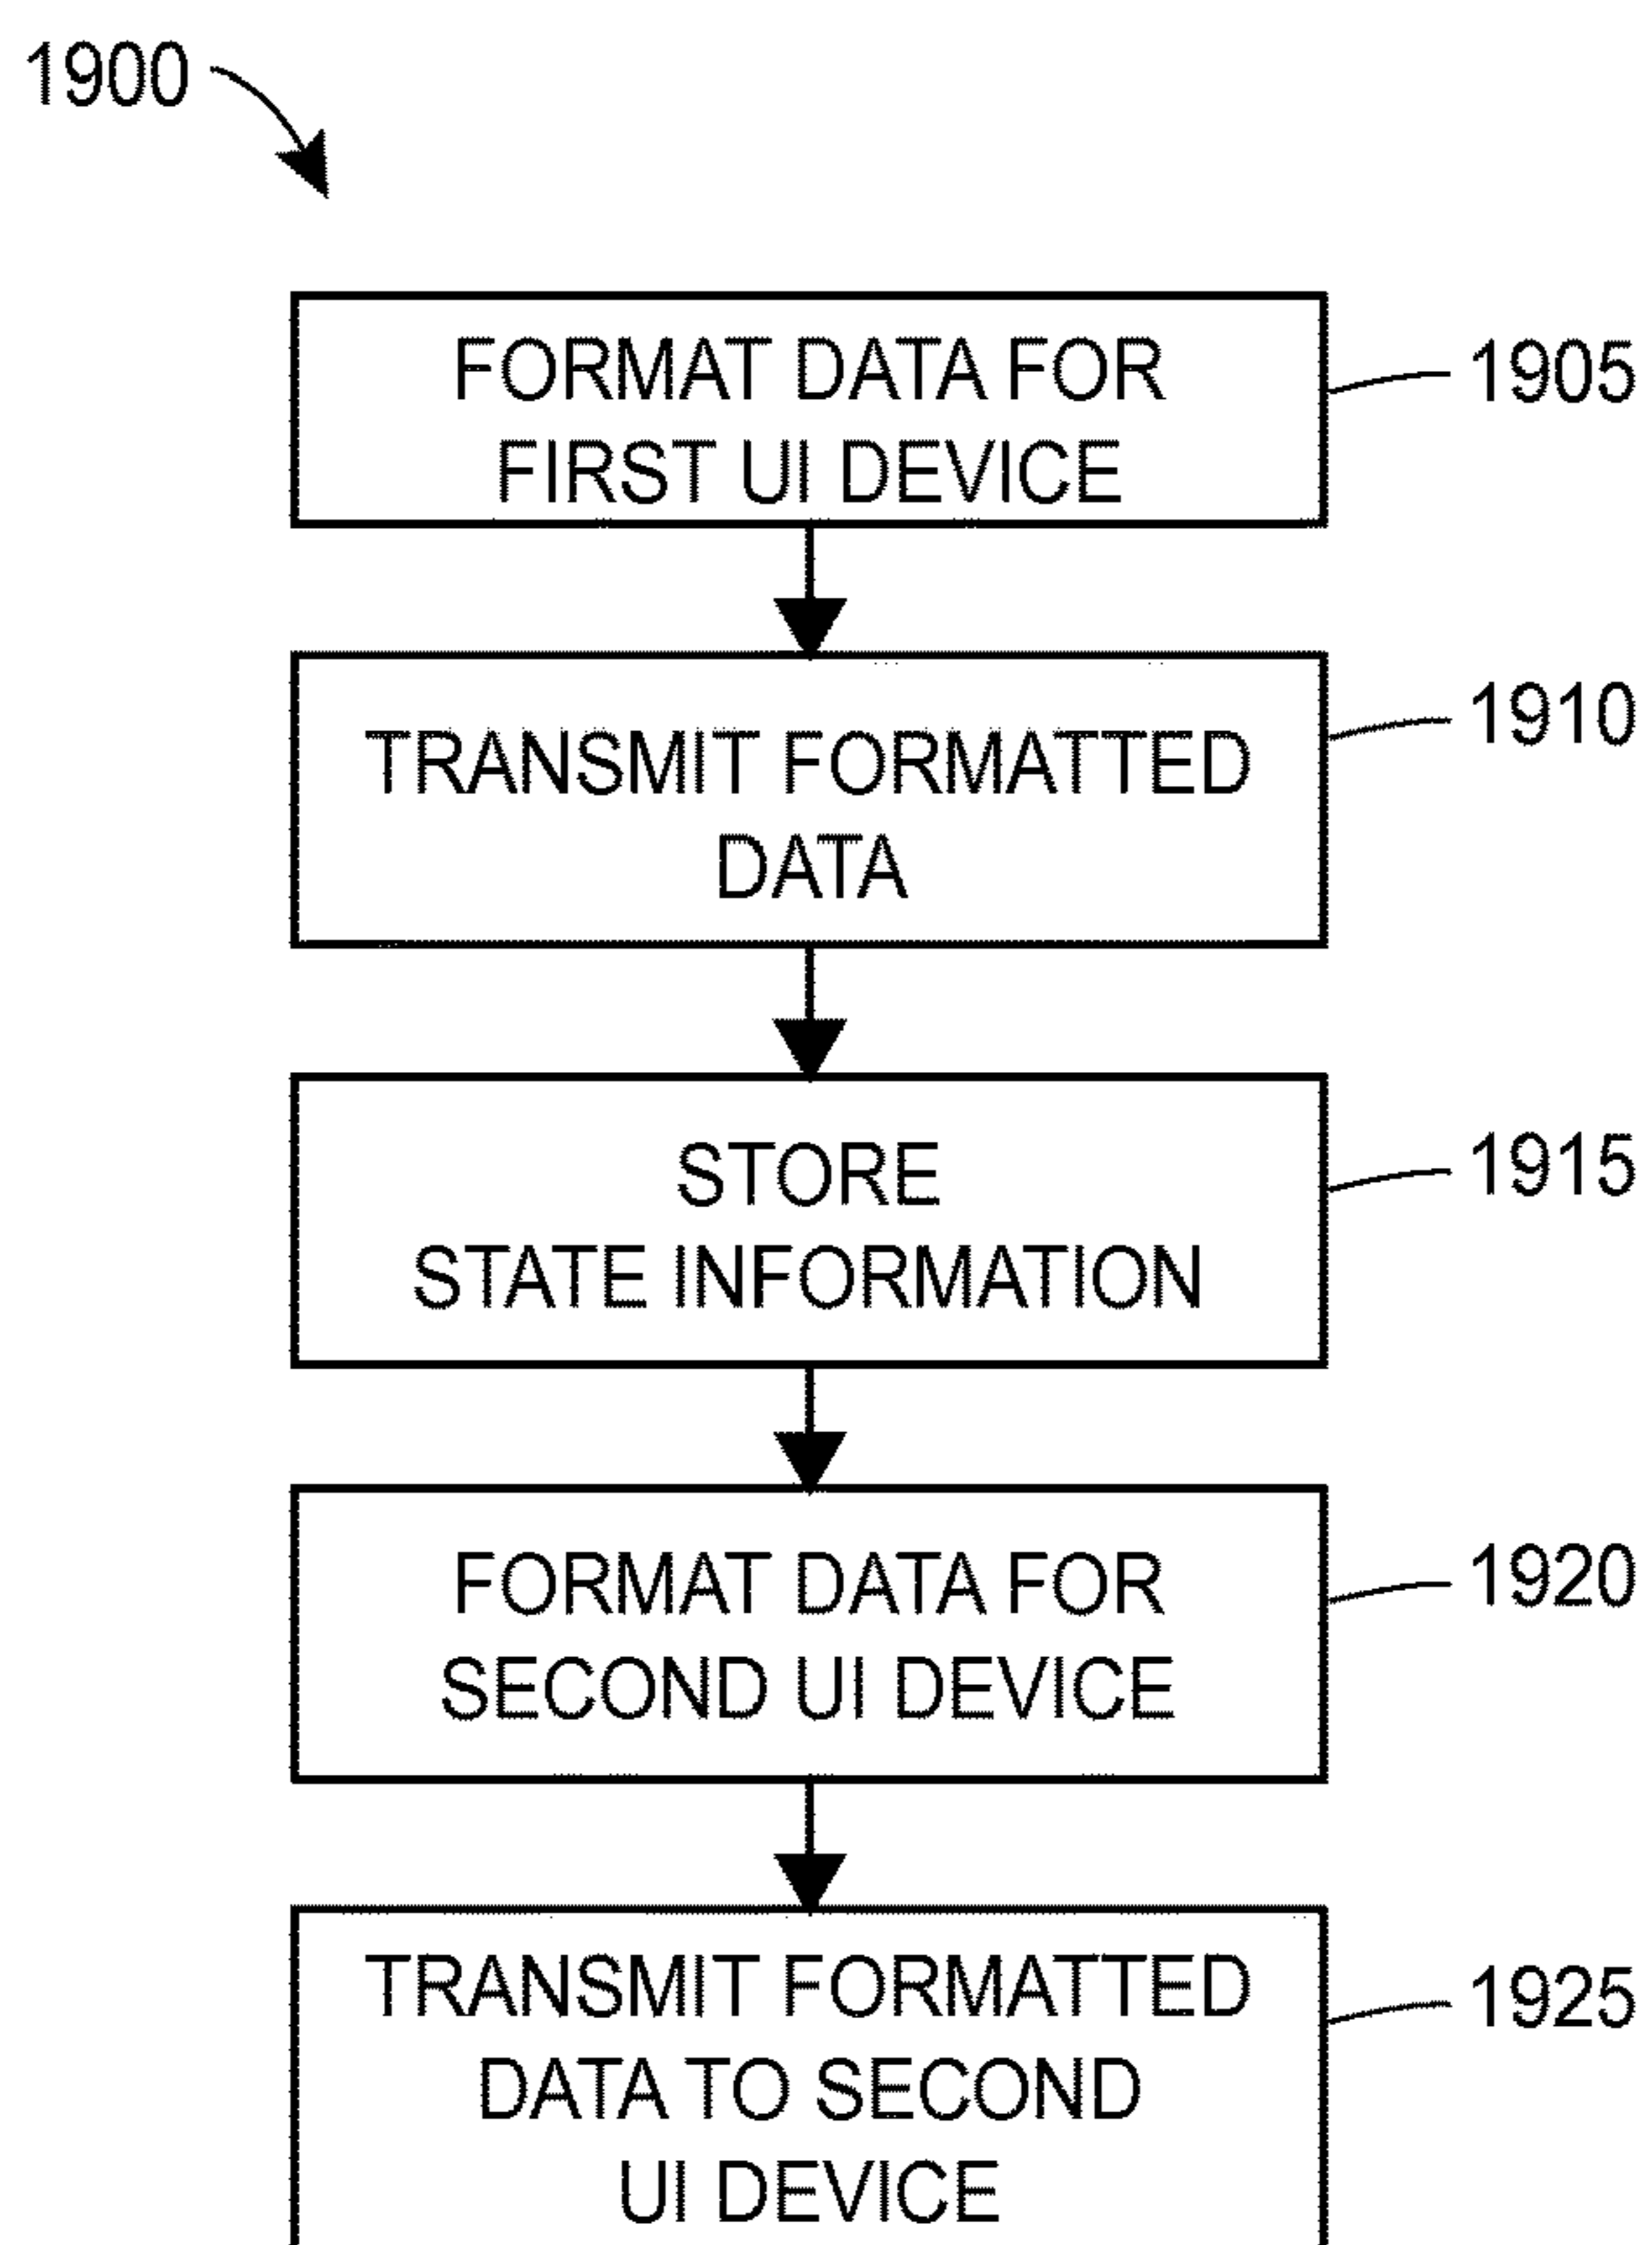 1900
FORMAT DATA FOR
FIRST UI DEVICE
1905
TRANSMIT FORMATTED
DATA
1910
STORE
STATE INFORMATION
1915
FORMAT DATA FOR
SECOND UI DEVICE
1920
TRANSMIT FORMATTED
DATA TO SECOND
UI DEVICE
1925